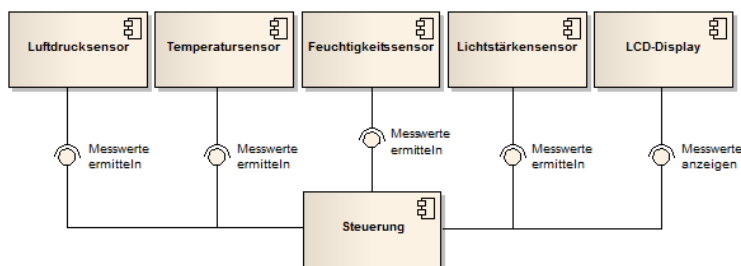 Luftdrucksensor
Temperatursensor
Feuchtigkeitssensor
Lichtstärkensensor
LCD-Display
Messwerte
ermitteln
Messwerte
ermitteln
Messwerte
ermitteln
Messwerte
ermitteln
Messwerte
anzeigen
Steuerung